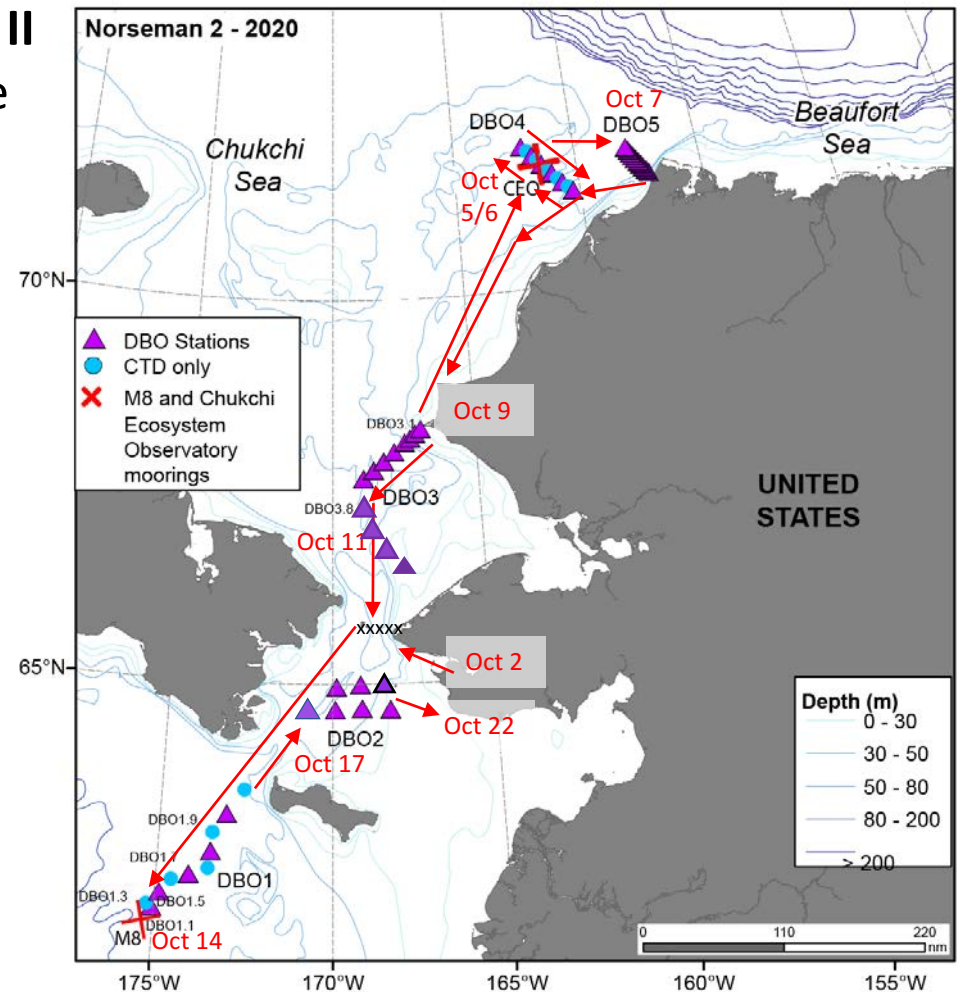 II
e
Norseman 2 - 2020
Chukchi
Sea
Beaufort
Sea
Oct 7
DBO4
DBO5
CEO
Oct
5/6
70°N
DBO Stations
CTD only
M8 and Chukchi
Ecosystem
Observatory
moorings
Oct 9
DBO3.1
DBO3
DBO3.8
UNITED
STATES
Oct 11
xxxxx
65°N
Oct 2
Oct 22
DBO2
Oct 17
Depth (m)
0 - 30
30 - 50
50 - 80
80 - 200
> 200
DBO1.9
DBO1.7
DBO1
DBO1.3
DBO1.5
DBO1.1
M8
Oct 14
0 110 220
nm
175°W 170°W 165°W 160°W 155°W